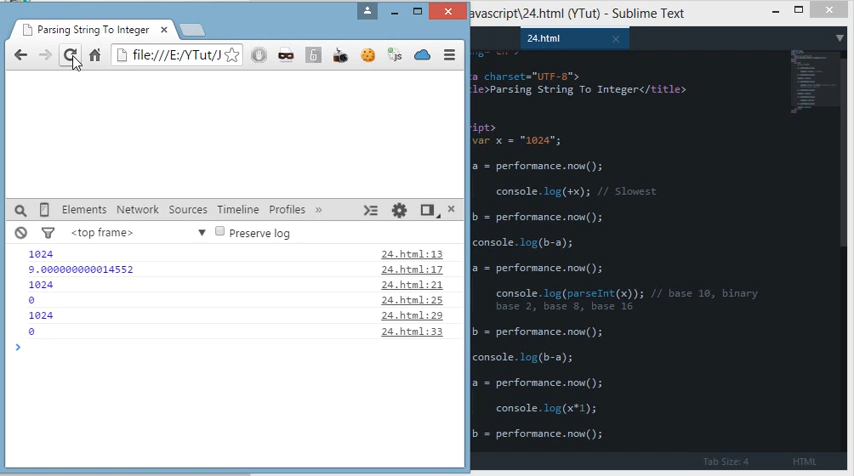 Parsing String To Integer
file:///E:/YTut/J
Elements Network Sources Timeline Profiles »
<top frame> Preserve log
1024 24.html:13
9.000000000014552 24.html:17
1024 24.html:21
0 24.html:25
1024 24.html:29
0 24.html:33
avascript\24.html (YTut) - Sublime Text
24.html
ta charset="UTF-8">
tle>Parsing String To Integer</title>
ript>
var x = "1024";
a = performance.now();
console.log(+x); // Slowest
b = performance.now();
console.log(b-a);
a = performance.now();
console.log(parseInt(x)); // base 10, binary
base 2, base 8, base 16
b = performance.now();
console.log(b-a);
a = performance.now();
console.log(x*1);
b = performance.now();
Tab Size: 4 HTML